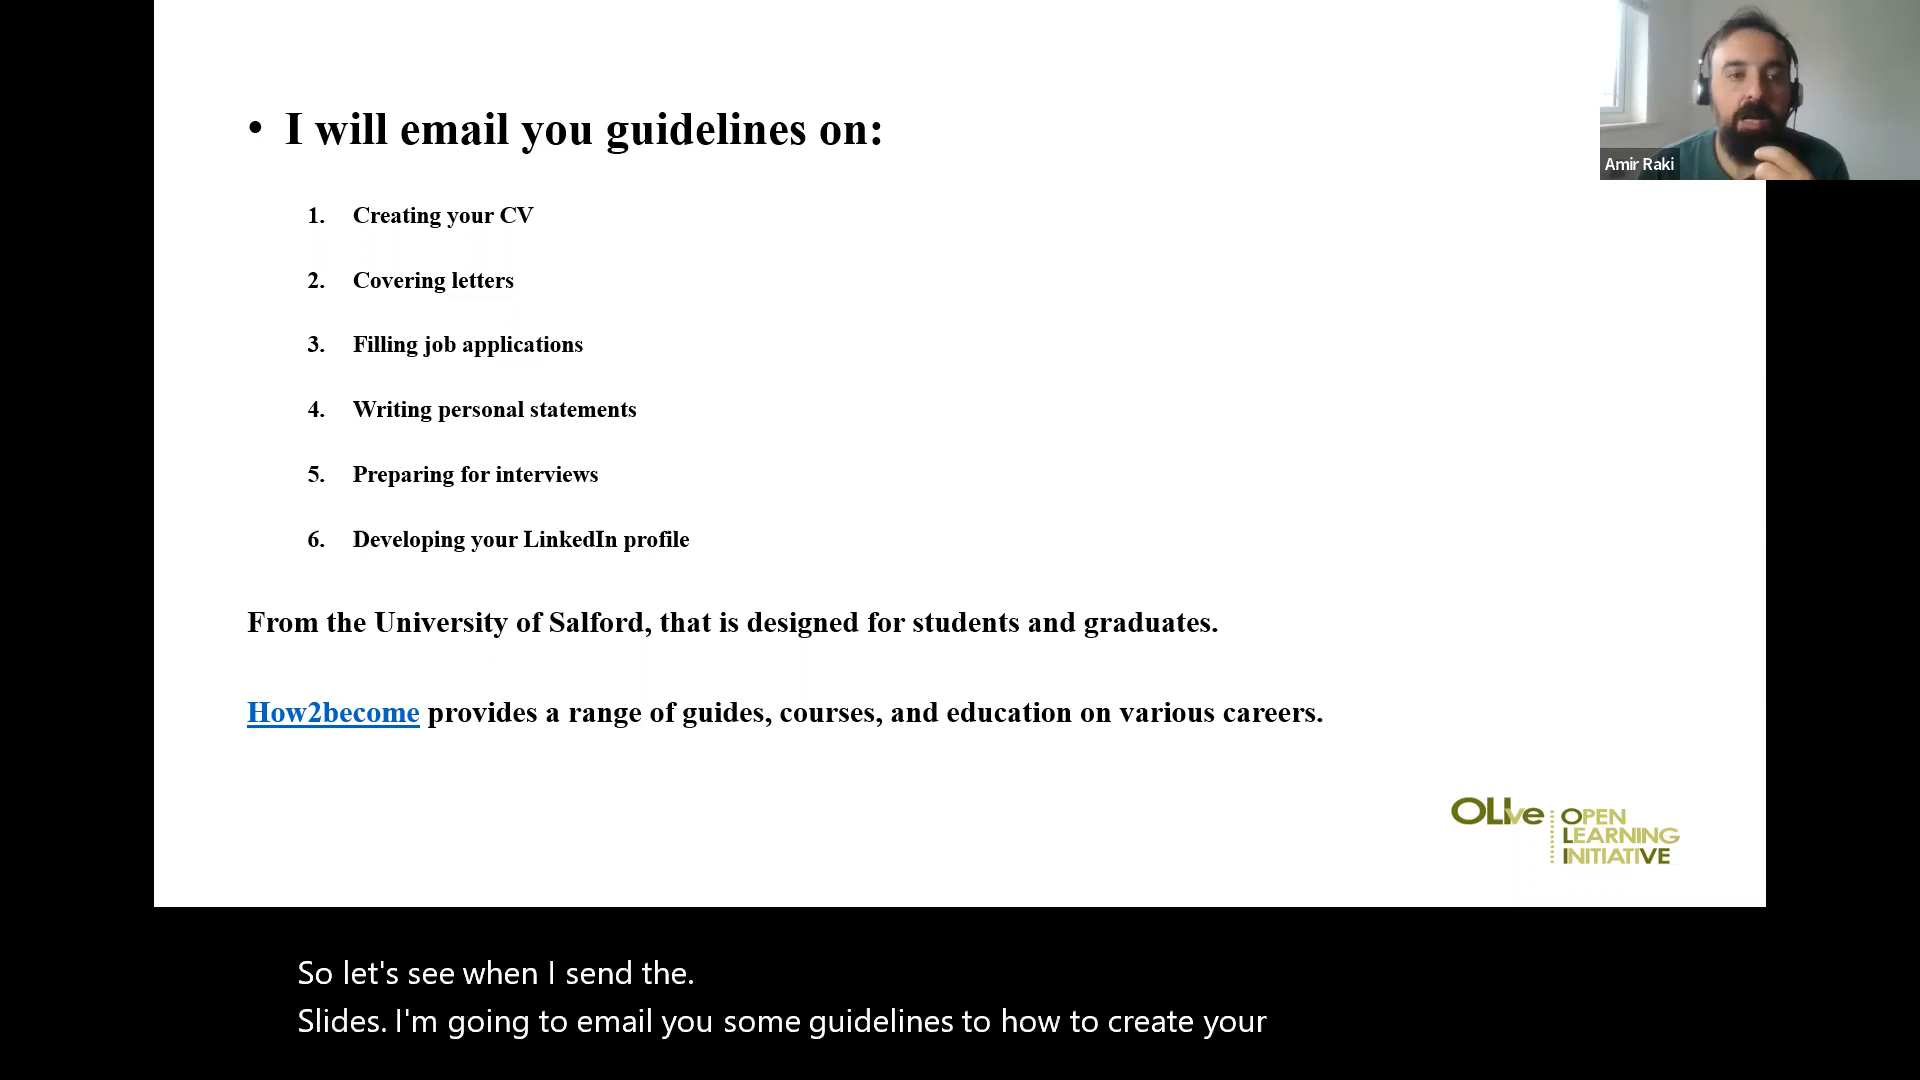 • I will email you guidelines on:
1. Creating your CV
2. Covering letters
3. Filling job applications
4. Writing personal statements
5. Preparing for interviews
6. Developing your LinkedIn profile
From the University of Salford, that is designed for students and graduates.
How2become provides a range of guides, courses, and education on various careers.
Amir Raki
OLIve
OPEN
LEARNING
INITIATIVE
So let's see when I send the.
Slides. I'm going to email you some guidelines to how to create your